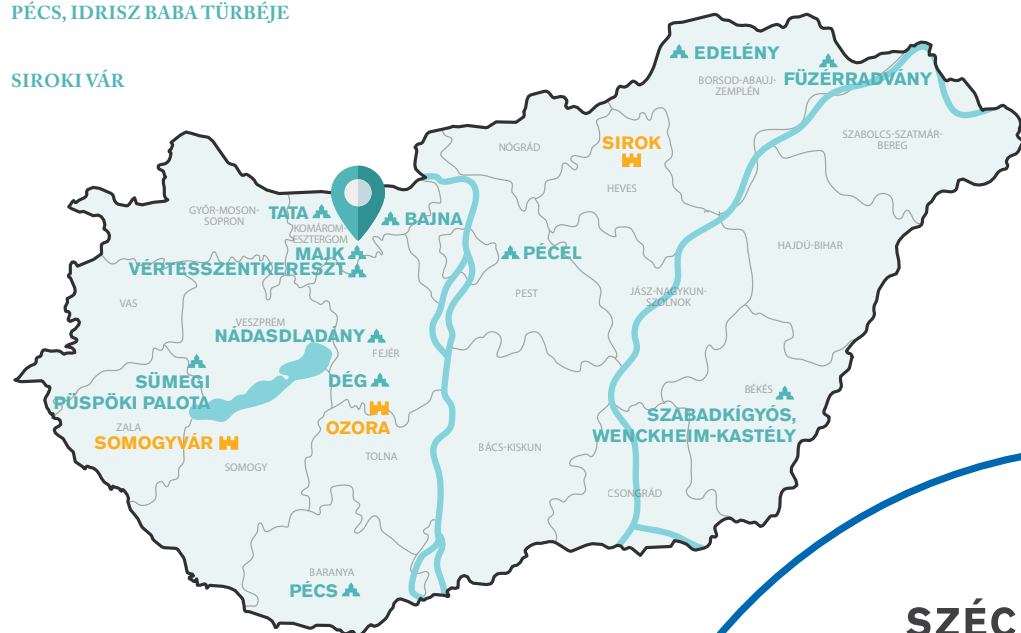 PÉCS, IDRISZ BABA TÜRBÉJE
SIROKI VÁR
EDELÉNY
BORSOD-ABAÚJ-
ZEMPLÉN
FÜZÉRRADVÁNY
SZABOLCS-SZATMÁR-
BEREG
NÓGRÁD
SIROK
HEVES
GYŐR-MOSON-
SOPRON
TATA
KOMÁROM-
ESZTERGOM
BAJNA
MAJK
VÉRTESSZENTKERESZT
PÉCEL
HAJDÚ-BIHAR
VAS
PEST
JÁSZ-NAGYKUN-
SZOLNOK
VESZPRÉM
NÁDASDLADÁNY
FEJÉR
SÜMEGI
PÜSPÖKI PALOTA
DÉG
BÉKÉS
SZABADKÍGYÓS,
WENCKHEIM-KASTÉLY
ZALA
SOMOGYVÁR
OZORA
SOMOGY
TOLNA
BÁCS-KISKUN
CSONGRÁD
BARANYA
PÉCS
SZÉC